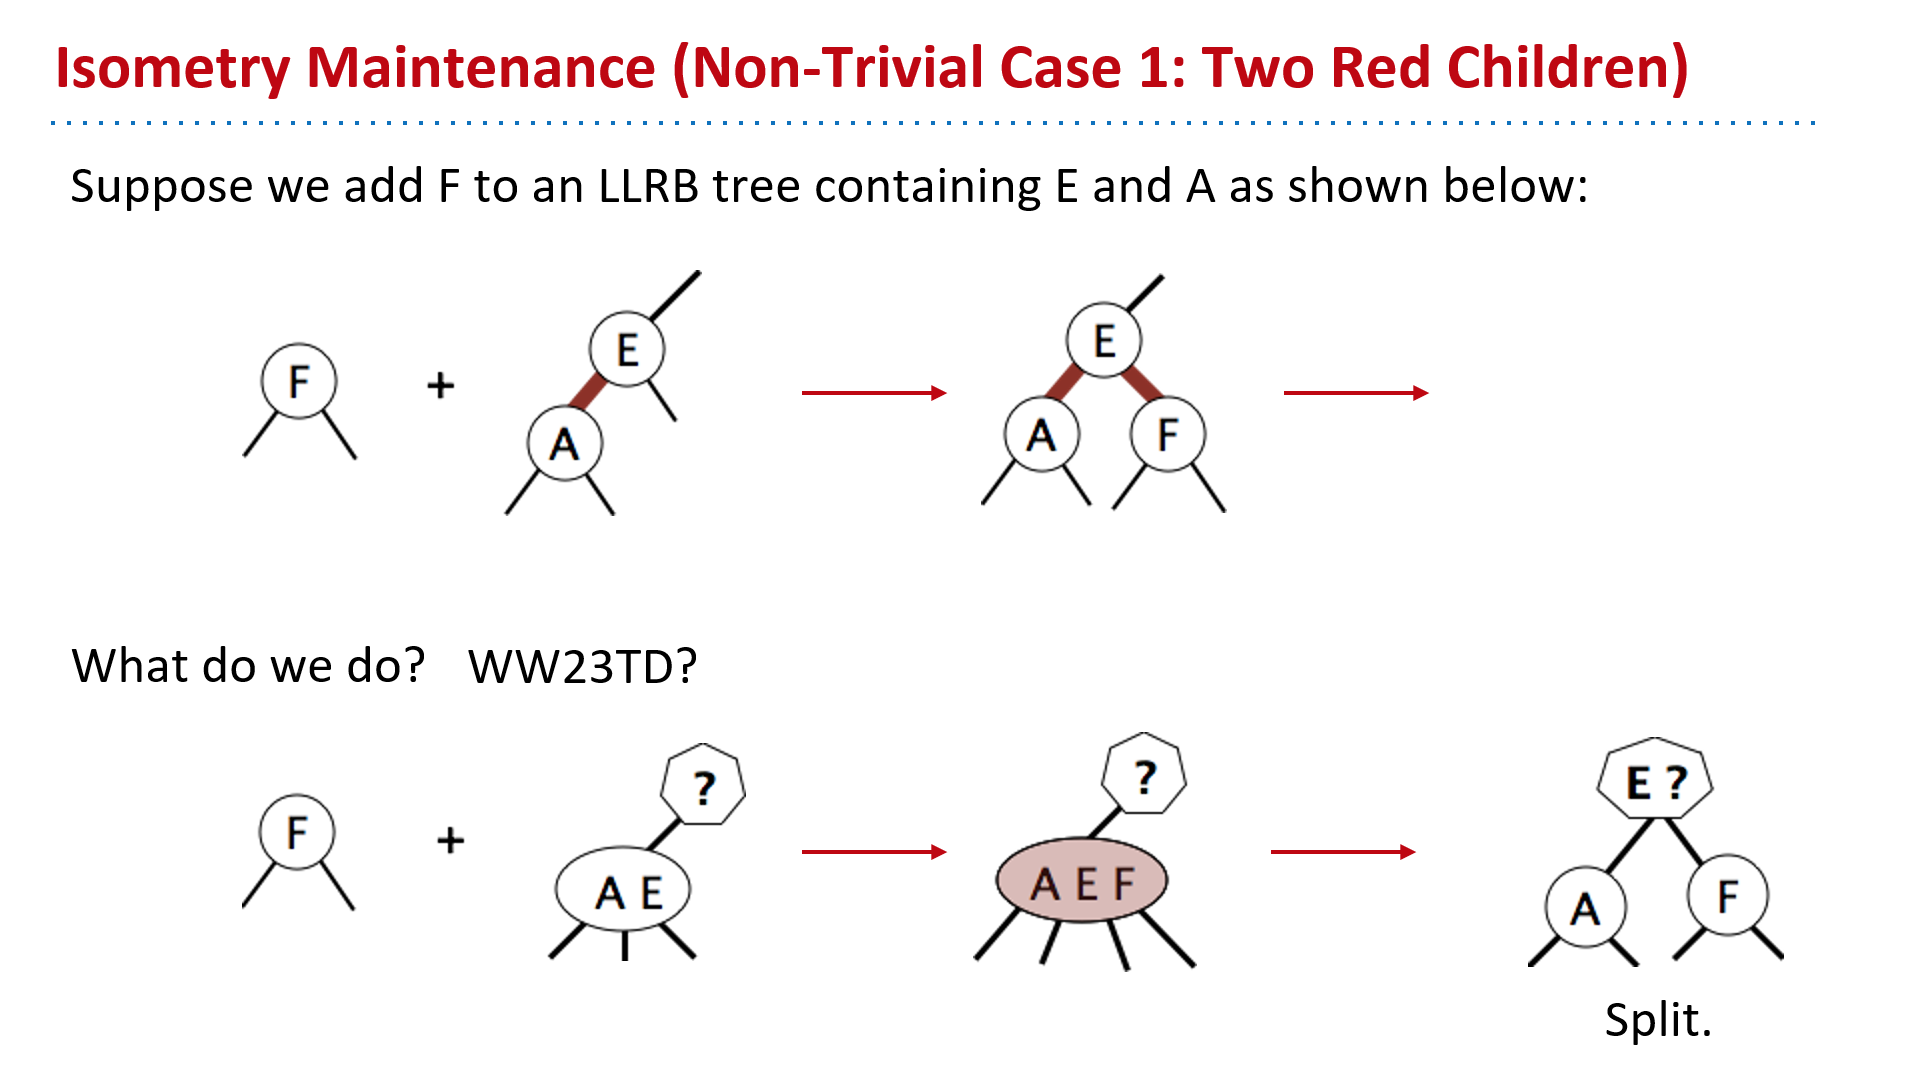 Isometry Maintenance (Non-Trivial Case 1: Two Red Children)
Suppose we add F to an LLRB tree containing E and A as shown below:
F
+
E
A
E
A
F
What do we do? WW23TD?
F
+
?
A E
?
A E F
E ?
A
F
Split.